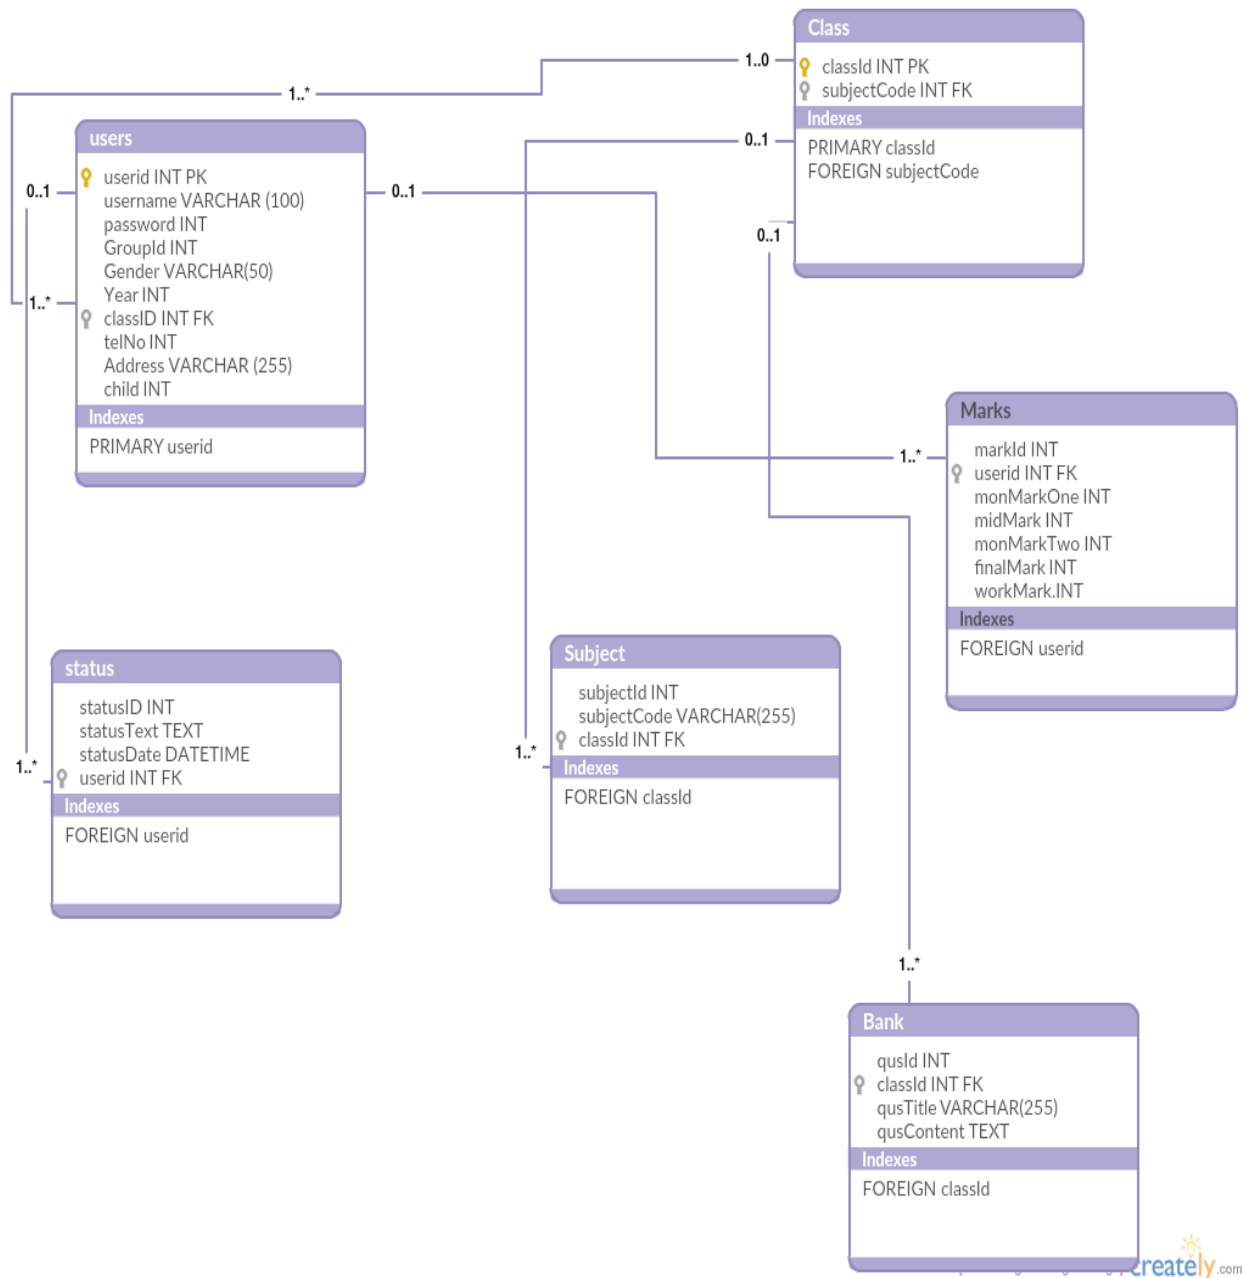 Class
classId INT PK
subjectCode INT FK
Indexes
PRIMARY classId
FOREIGN subjectCode
1..0
1..*
0..1
0..1
users
userid INT PK
username VARCHAR (100)
password INT
GroupId INT
Gender VARCHAR(50)
Year INT
classID INT FK
telNo INT
Address VARCHAR (255)
child INT
Indexes
PRIMARY userid
0..1
0..1
1..*
Marks
markId INT
userid INT FK
monMarkOne INT
midMark INT
monMarkTwo INT
finalMark INT
workMark.INT
Indexes
FOREIGN userid
1..*
status
statusID INT
statusText TEXT
statusDate DATETIME
userid INT FK
Indexes
FOREIGN userid
1..*
Subject
subjectId INT
subjectCode VARCHAR(255)
classId INT FK
Indexes
FOREIGN classId
1..*
1..*
Bank
qusId INT
classId INT FK
qusTitle VARCHAR(255)
qusContent TEXT
Indexes
FOREIGN classId
creately.com